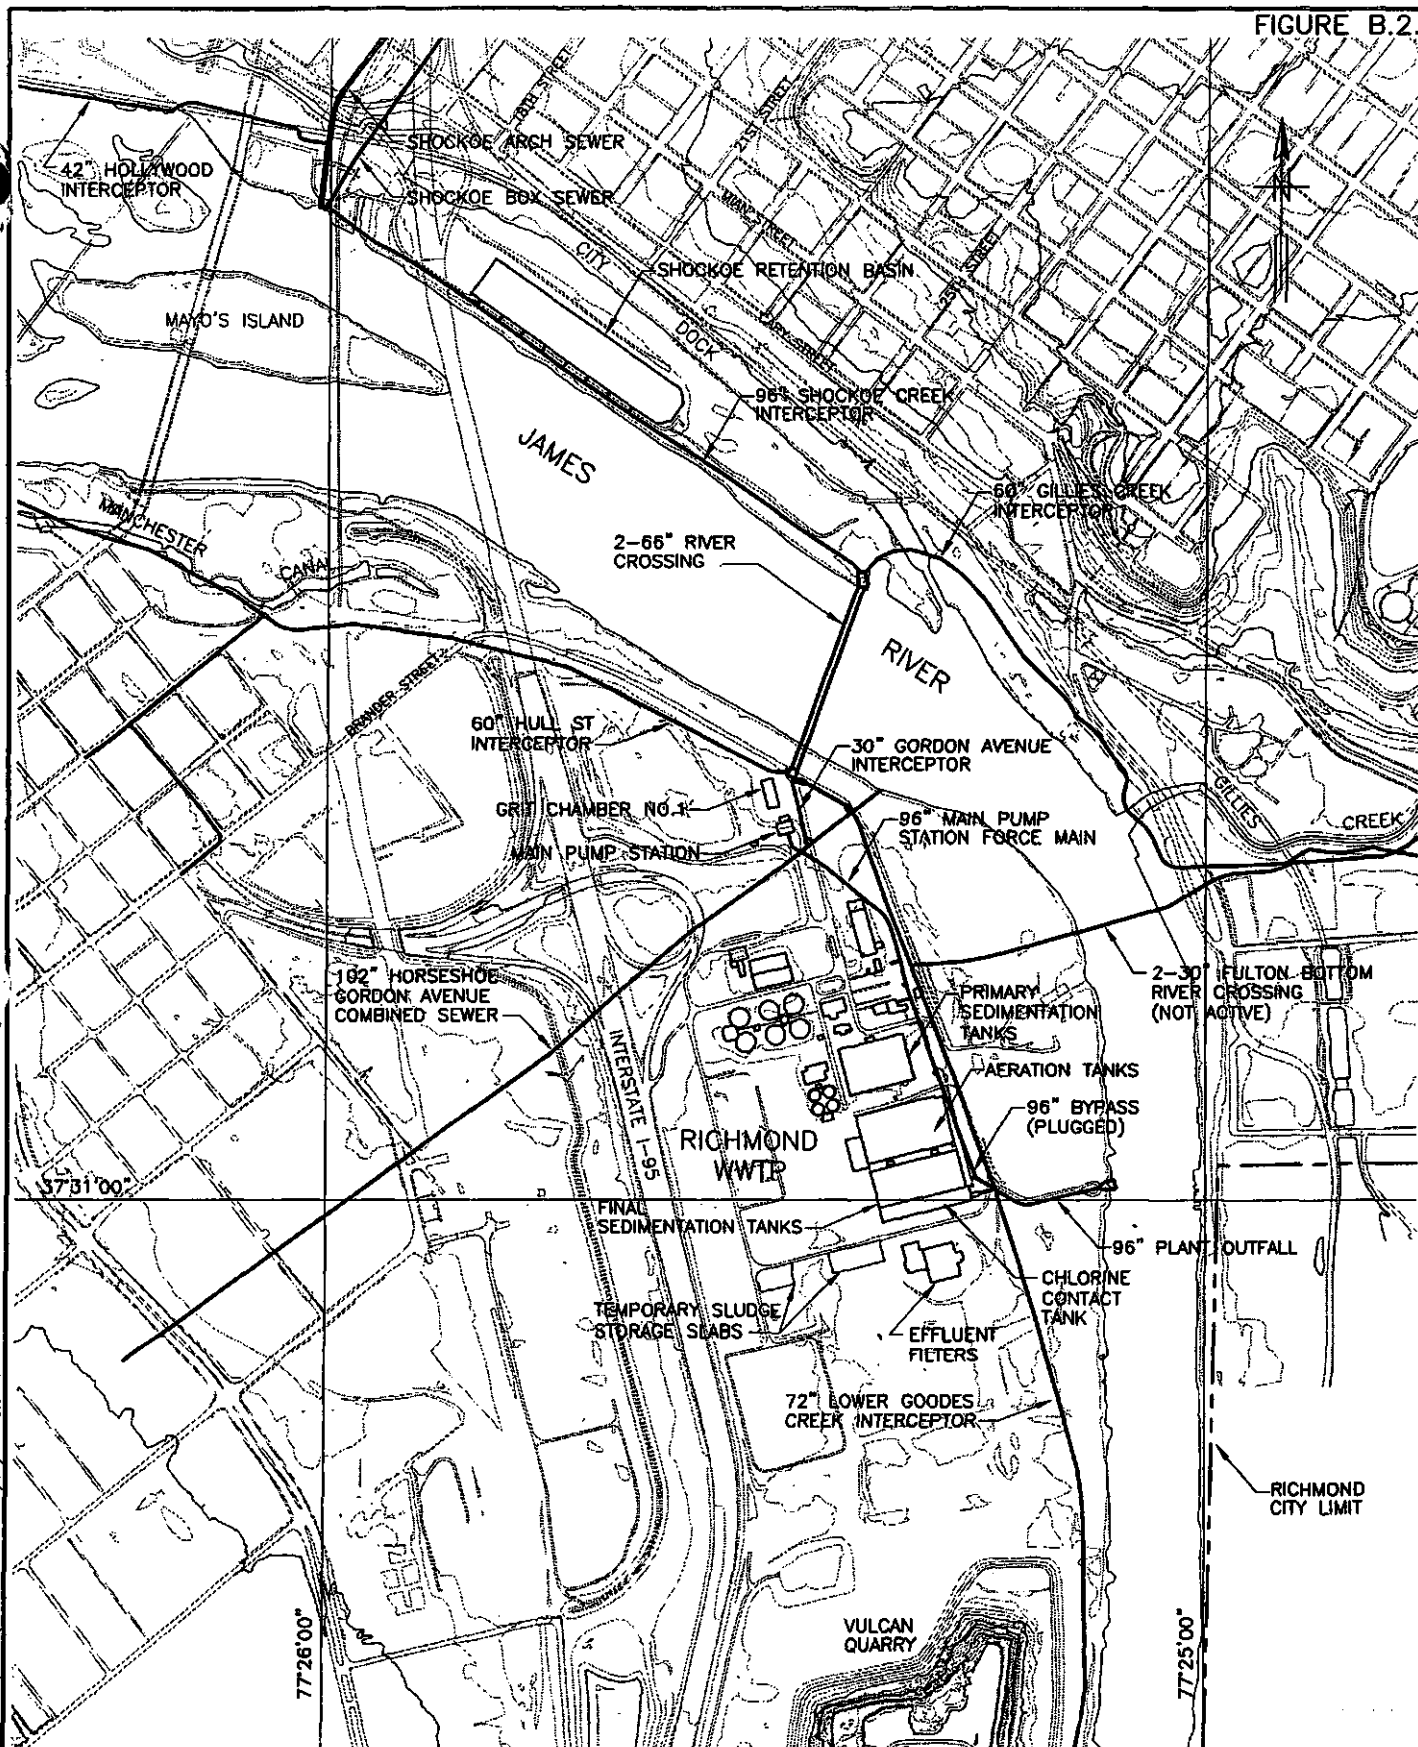 FIGURE B.2.
18TH STREET
21ST STREET
SHOCKOE ARCH SEWER
42" HOLLYWOOD
INTERCEPTOR
SHOCKOE BOX SEWER
MAIN STREET
N
25TH STREET
CITY
DOCK
SHOCKOE RETENTION BASIN
MAYO'S ISLAND
CARY STREET
96" SHOCKOE CREEK
INTERCEPTOR
JAMES
RIVER
60" GILLIES CREEK
INTERCEPTOR
MANCHESTER
CANAL
2-66" RIVER
CROSSING
BRANDER STREET
60" HULL ST
INTERCEPTOR
30" GORDON AVENUE
INTERCEPTOR
GRIT CHAMBER NO.1
96" MAIN PUMP
STATION FORCE MAIN
MAIN PUMP STATION
GILLIES
CREEK
102" HORSESHOE
GORDON AVENUE
COMBINED SEWER
2-30" FULTON BOTTOM
RIVER CROSSING
(NOT ACTIVE)
PRIMARY
SEDIMENTATION
TANKS
INTERSTATE I-95
AERATION TANKS
96" BYPASS
(PLUGGED)
RICHMOND
WWTP
37°31'00"
FINAL
SEDIMENTATION TANKS
96" PLANT OUTFALL
CHLORINE
CONTACT
TANK
TEMPORARY SLUDGE
STORAGE SLABS
EFFLUENT
FILTERS
72" LOWER GOODES
CREEK INTERCEPTOR
RICHMOND
CITY LIMIT
VULCAN
QUARRY
77°26'00"
77°25'00"